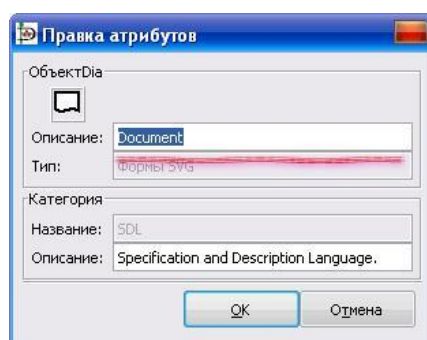 Правка атрибутов
ОбъектDia
Описание: Document
Тип: Формы SVG
Категория
Название: SDL
Описание: Specification and Description Language.
OK Отмена